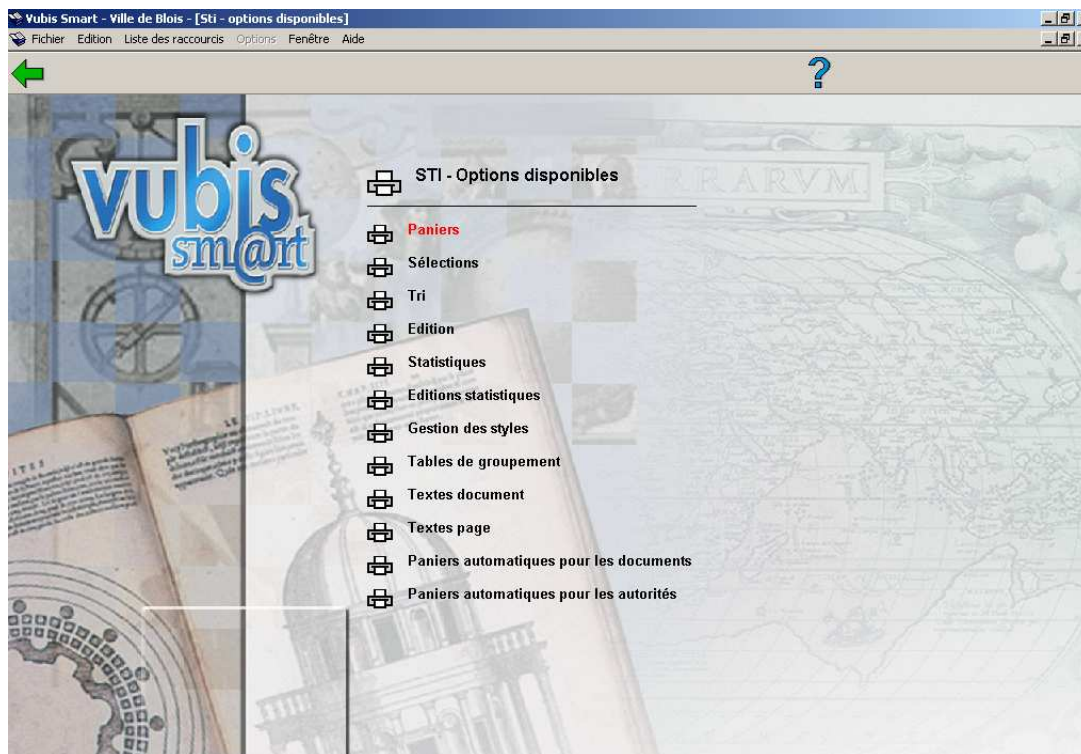 Vubis Smart - Ville de Blois - [Sti - options disponibles]
Fichier Edition Liste des raccourcis Options Fenêtre Aide
?
vubis
sm@rt
RRARVM
STI - Options disponibles
Paniers
Sélections
Tri
Edition
Statistiques
Editions statistiques
Gestion des styles
Tables de groupement
Textes document
Textes page
Paniers automatiques pour les documents
Paniers automatiques pour les autorités